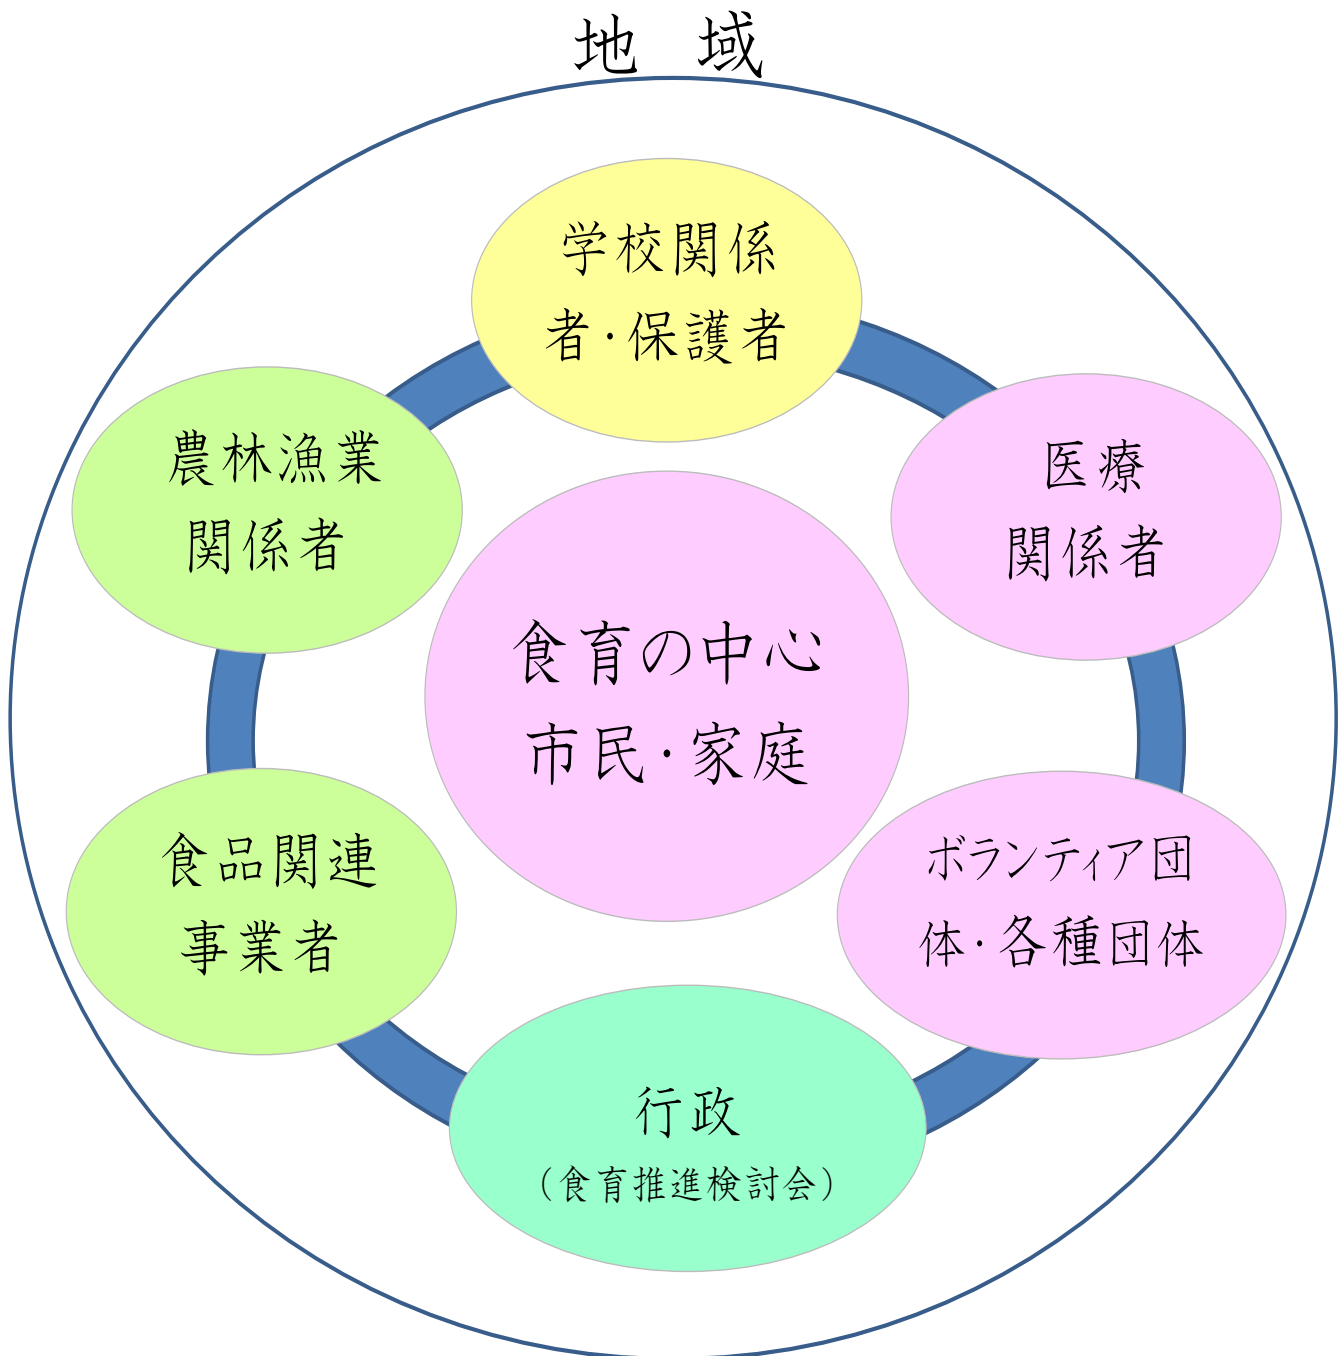 地 域
学校関係
者・保護者
農林漁業
関係者
医療
関係者
食育の中心
市民・家庭
食品関連
事業者
ボランティア団
体・各種団体
行政
（食育推進検討会）